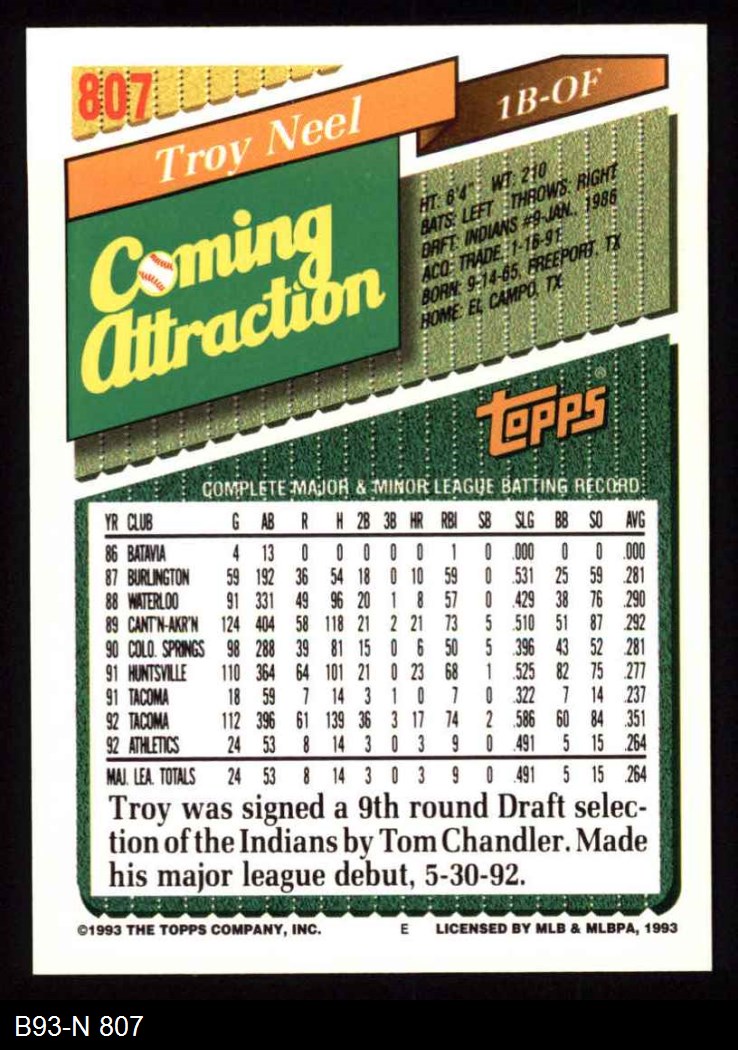 807
Troy Neel
1B-OF
HT: 6'4" WT: 210
BATS: LEFT THROWS: RIGHT
DRFT: INDIANS #9-JAN., 1986
ACQ: TRADE, 1-16-91
BORN: 9-14-65, FREEPORT, TX
HOME: EL CAMPO, TX
Coming
Attraction
topps®
COMPLETE MAJOR & MINOR LEAGUE BATTING RECORD
YR CLUB G AB R H 2B 3B HR RBI SB SLG BB SO AVG
86 BATAVIA 4 13 0 0 0 0 0 1 0 .000 0 0 .000
87 BURLINGTON 59 192 36 54 18 0 10 59 0 .531 25 59 .281
88 WATERLOO 91 331 49 96 20 1 8 57 0 .429 38 76 .290
89 CANT'N-AKR'N 124 404 58 118 21 2 21 73 5 .510 51 87 .292
90 COLO. SPRINGS 98 288 39 81 15 0 6 50 5 .396 43 52 .281
91 HUNTSVILLE 110 364 64 101 21 0 23 68 1 .525 82 75 .277
91 TACOMA 18 59 7 14 3 1 0 7 0 .322 7 14 .237
92 TACOMA 112 396 61 139 36 3 17 74 2 .586 60 84 .351
92 ATHLETICS 24 53 8 14 3 0 3 9 0 .491 5 15 .264
MAJ. LEA. TOTALS 24 53 8 14 3 0 3 9 0 .491 5 15 .264
Troy was signed a 9th round Draft selec-
tion of the Indians by Tom Chandler. Made
his major league debut, 5-30-92.
©1993 THE TOPPS COMPANY, INC. E LICENSED BY MLB & MLBPA, 1993
B93-N 807